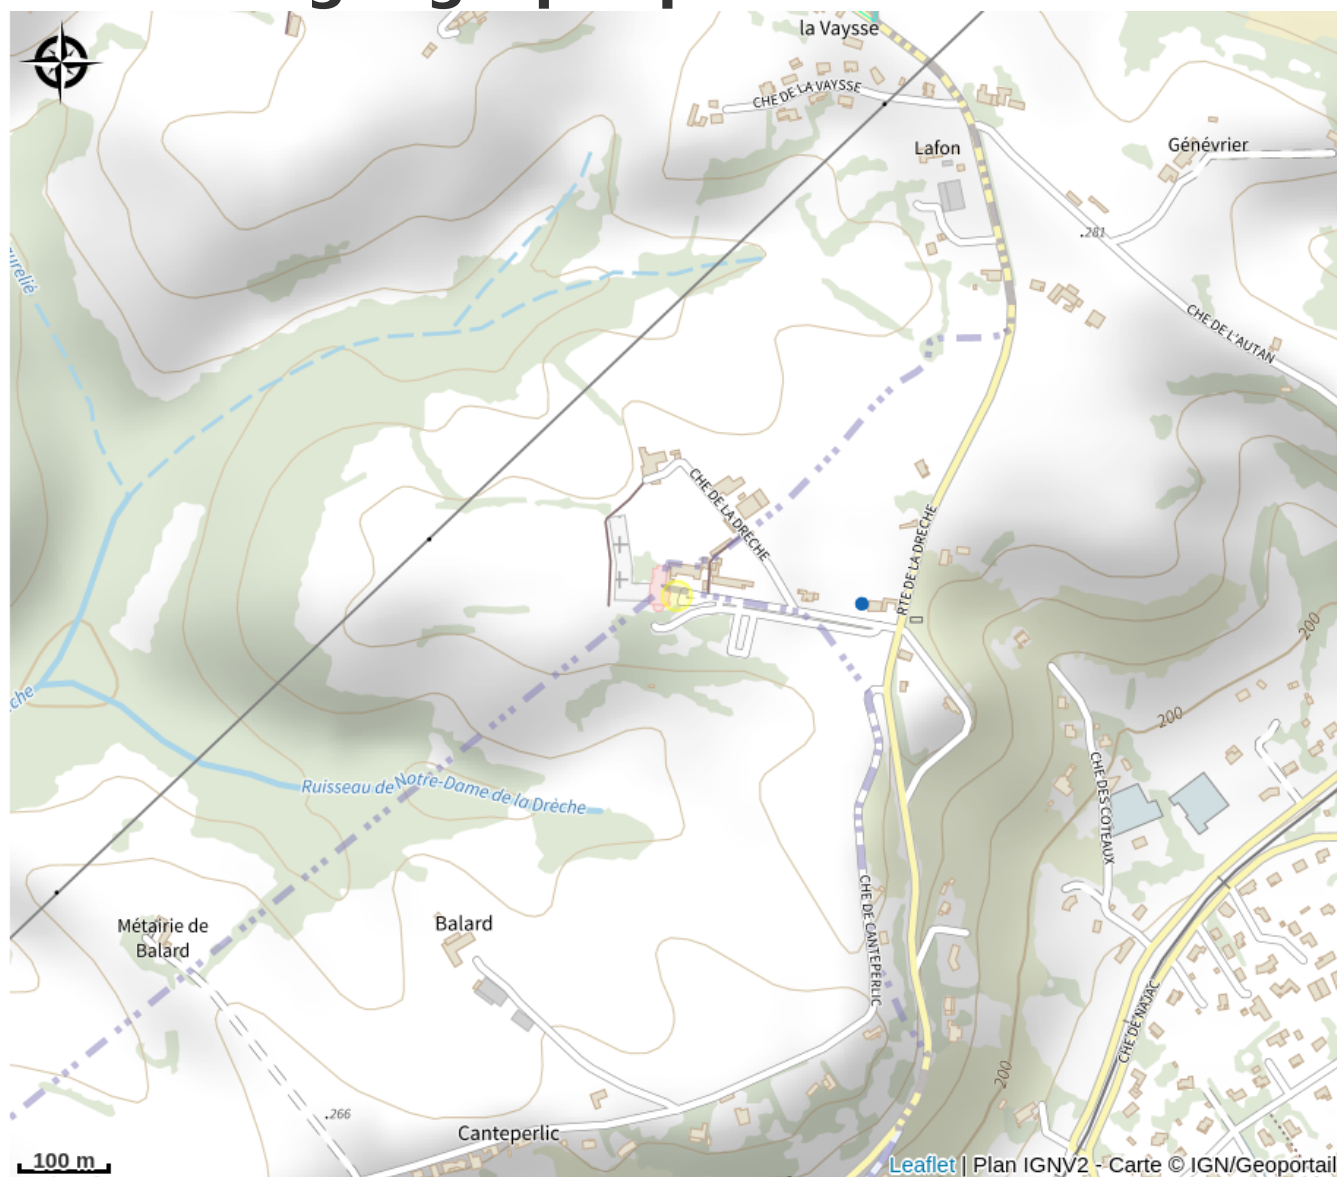 la Vaysse
CHE DE LA VAYSSE
Lafon
Génévrier
.281
CHE DE L'AUTAN
CHE DE LA DRÈCHE
RTE DE LA DRECHE
200
200
CHE DES COTEAUX
Ruisseau de Notre-Dame de la Drèche
Métairie de
Balard
Balard
CHE DE CANTEPERLIC
CHE DE NAJAC
200
.266
Canteperlic
100 m
Leaflet | Plan IGNV2 - Carte © IGN/Geoportail